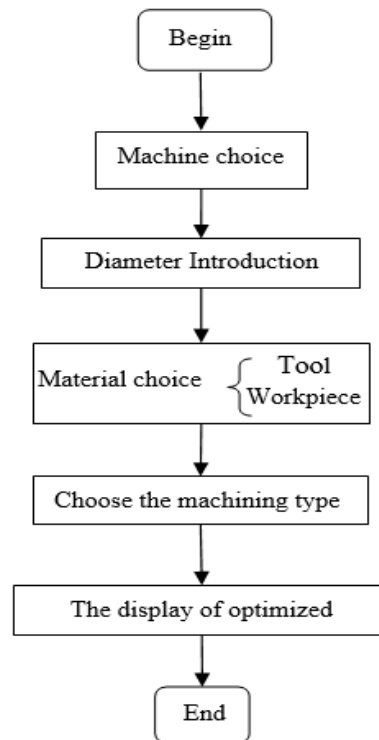 Begin
Machine choice
Diameter Introduction
Material choice { Tool
Workpiece
Choose the machining type
The display of optimized
End